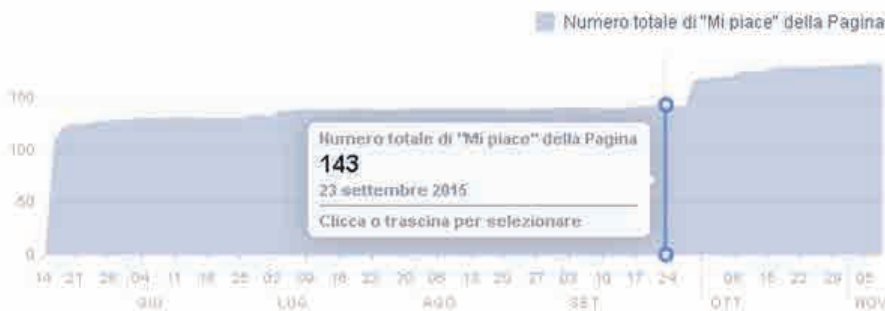 Numero totale di "Mi piace" della Pagina
150
100
50
0
Numero totale di "Mi piace" della Pagina
143
23 settembre 2015
Clicca o trascina per selezionare
14 21 28 04 11 18 25 02 09 16 23 30 06 13 20 27 03 10 17 24 08 15 22 29 05
GIU LUG AGO SET OTT NOV